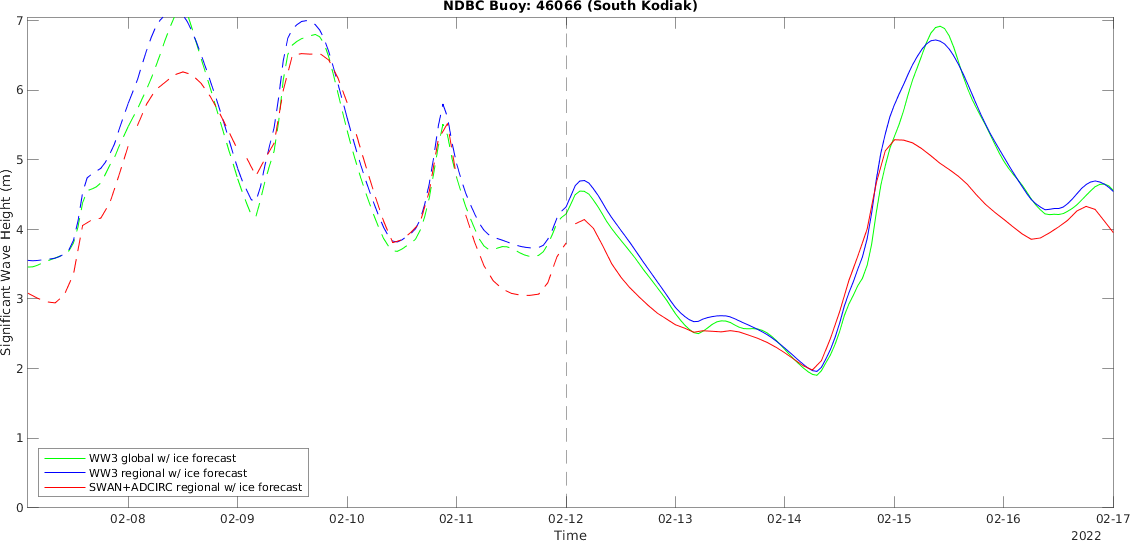 NDBC Buoy: 46066 (South Kodiak)
7
6
5
4
3
2
1
0
Significant Wave Height (m)
WW3 global w/ ice forecast
WW3 regional w/ ice forecast
SWAN+ADCIRC regional w/ ice forecast
02-08 02-09 02-10 02-11 02-12 02-13 02-14 02-15 02-16 02-17
Time
2022